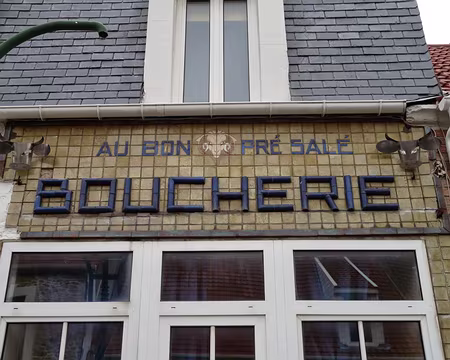 AU BON PRÉ SALÉ
BOUCHERIE